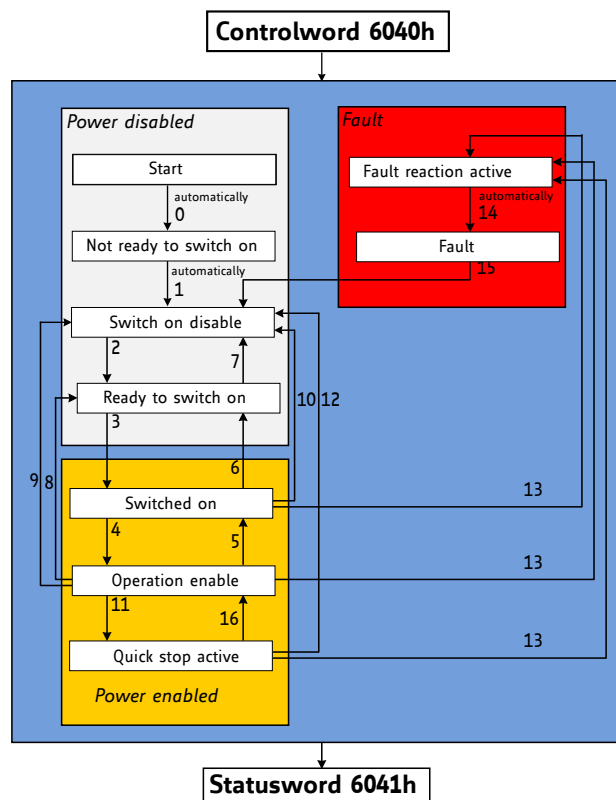 Controlword 6040h
Power disabled
Fault
Start
Fault reaction active
automatically
0
automatically
14
Not ready to switch on
Fault
automatically
1
15
Switch on disable
2
7
10
12
Ready to switch on
3
9
8
6
13
Switched on
4
5
13
Operation enable
11
16
13
Quick stop active
Power enabled
Statusword 6041h